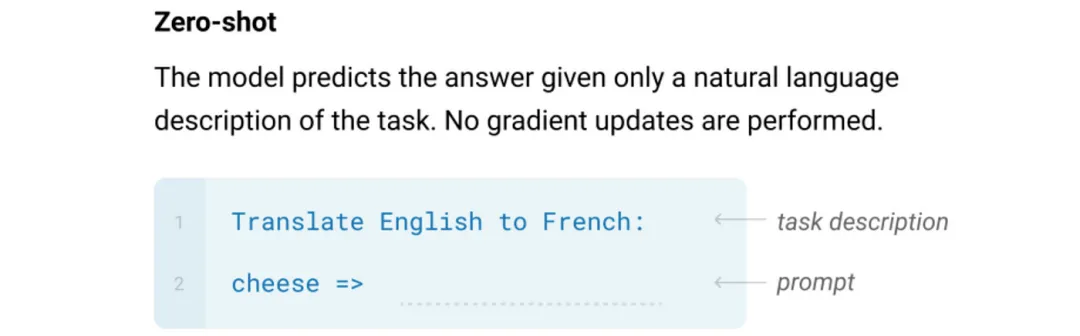 Zero-shot
The model predicts the answer given only a natural language
description of the task. No gradient updates are performed.
1 Translate English to French: task description
2 cheese => prompt